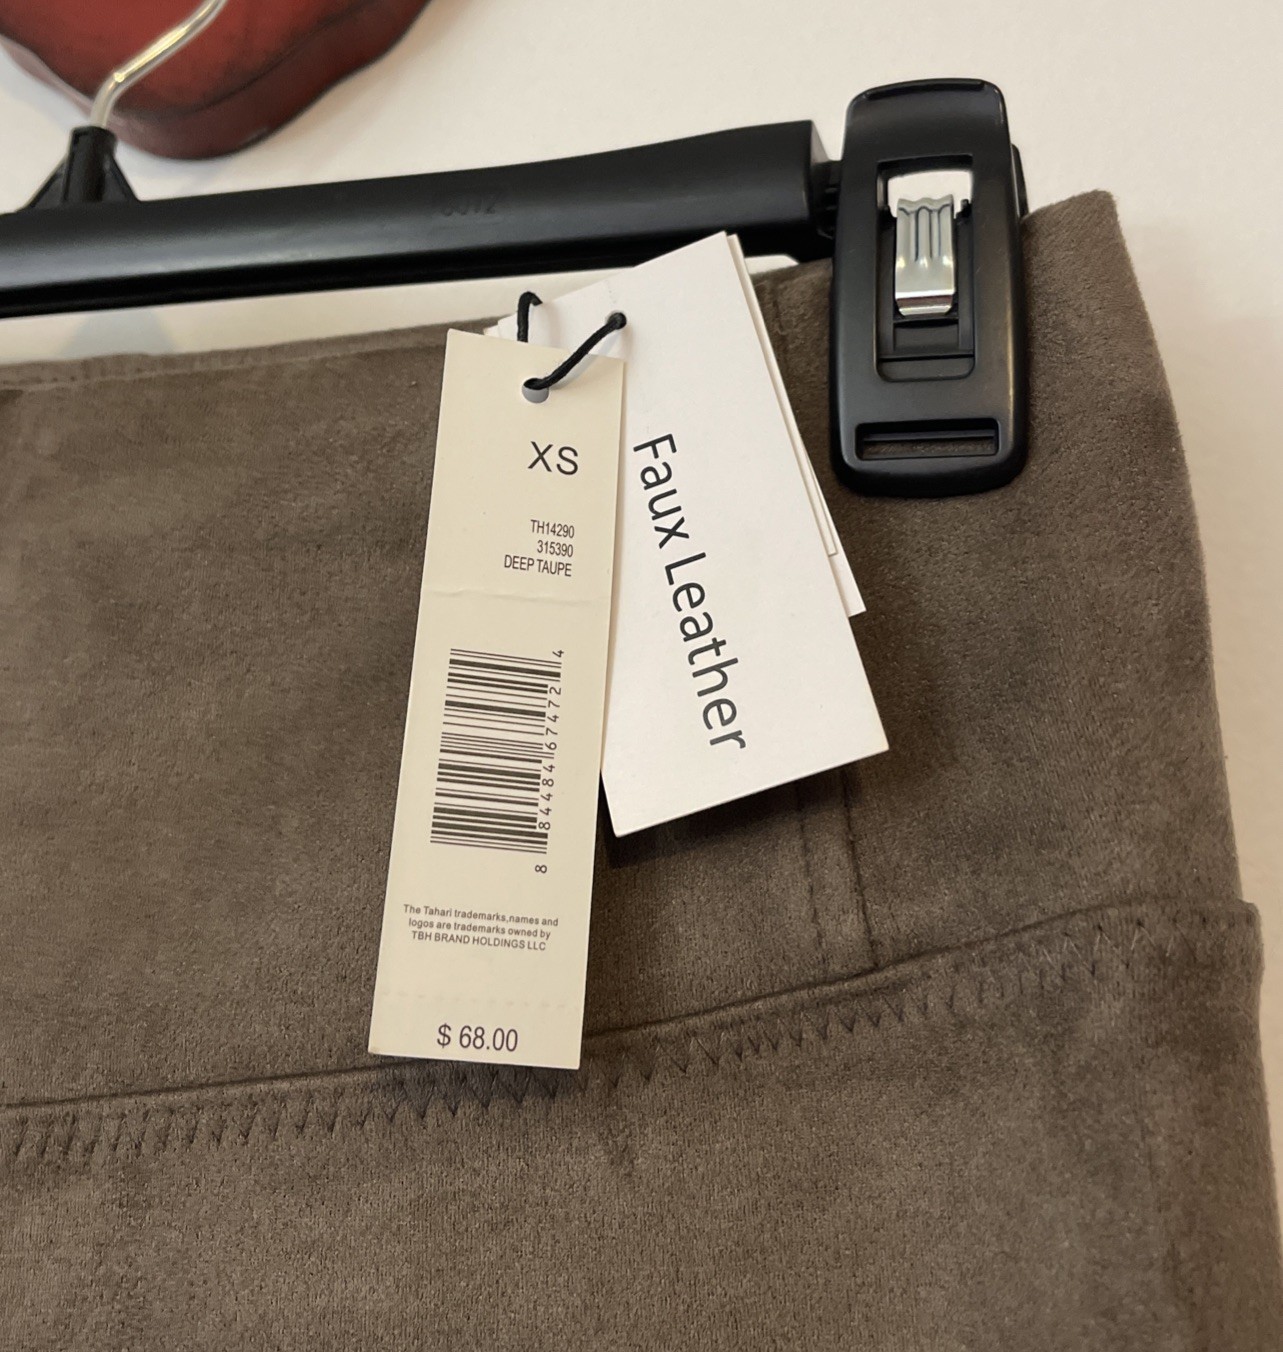 XS
TH14290
315390
DEEP TAUPE
8 84484 67472 4
The Tahari trademarks,names and
logos are trademarks owned by
TBH BRAND HOLDINGS LLC
$ 68.00
Faux Leather